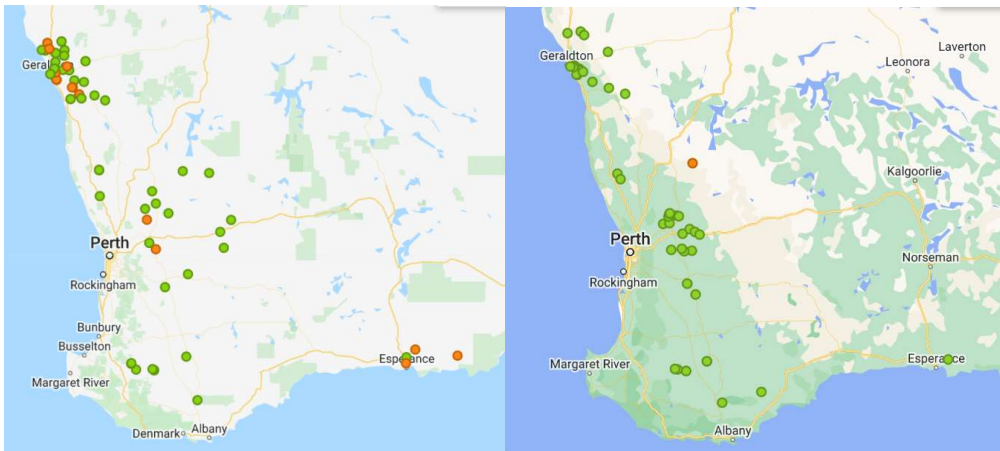 Geral
Perth
Rockingham
Bunbury
Busselton
Margaret River
Denmark
Albany
Esperance
Geraldton
Laverton
Leonora
Kalgoorlie
Perth
Rockingham
Norseman
Margaret River
Esperance
Albany